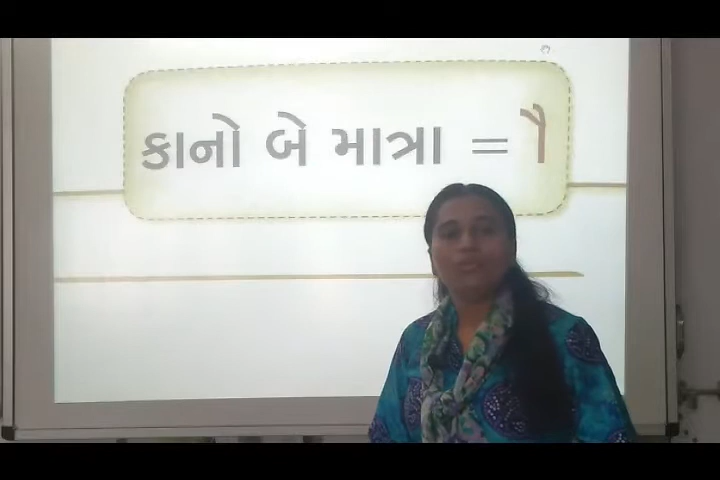 કાનો બે માત્રા = ૌ